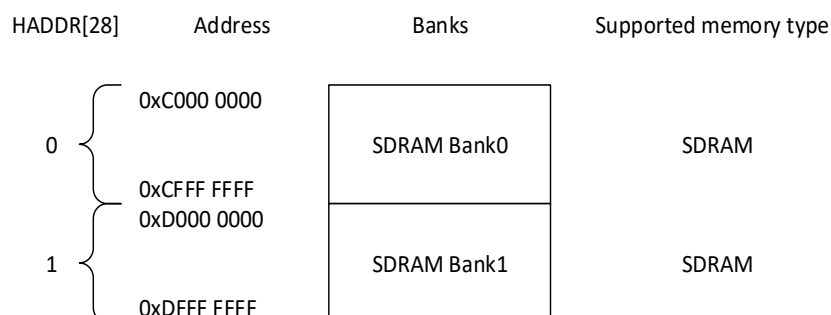 HADDR[28] Address Banks Supported memory type
0xC000 0000
0 SDRAM Bank0 SDRAM
0xCFFF FFFF
0xD000 0000
1 SDRAM Bank1 SDRAM
0xDFFF FFFF